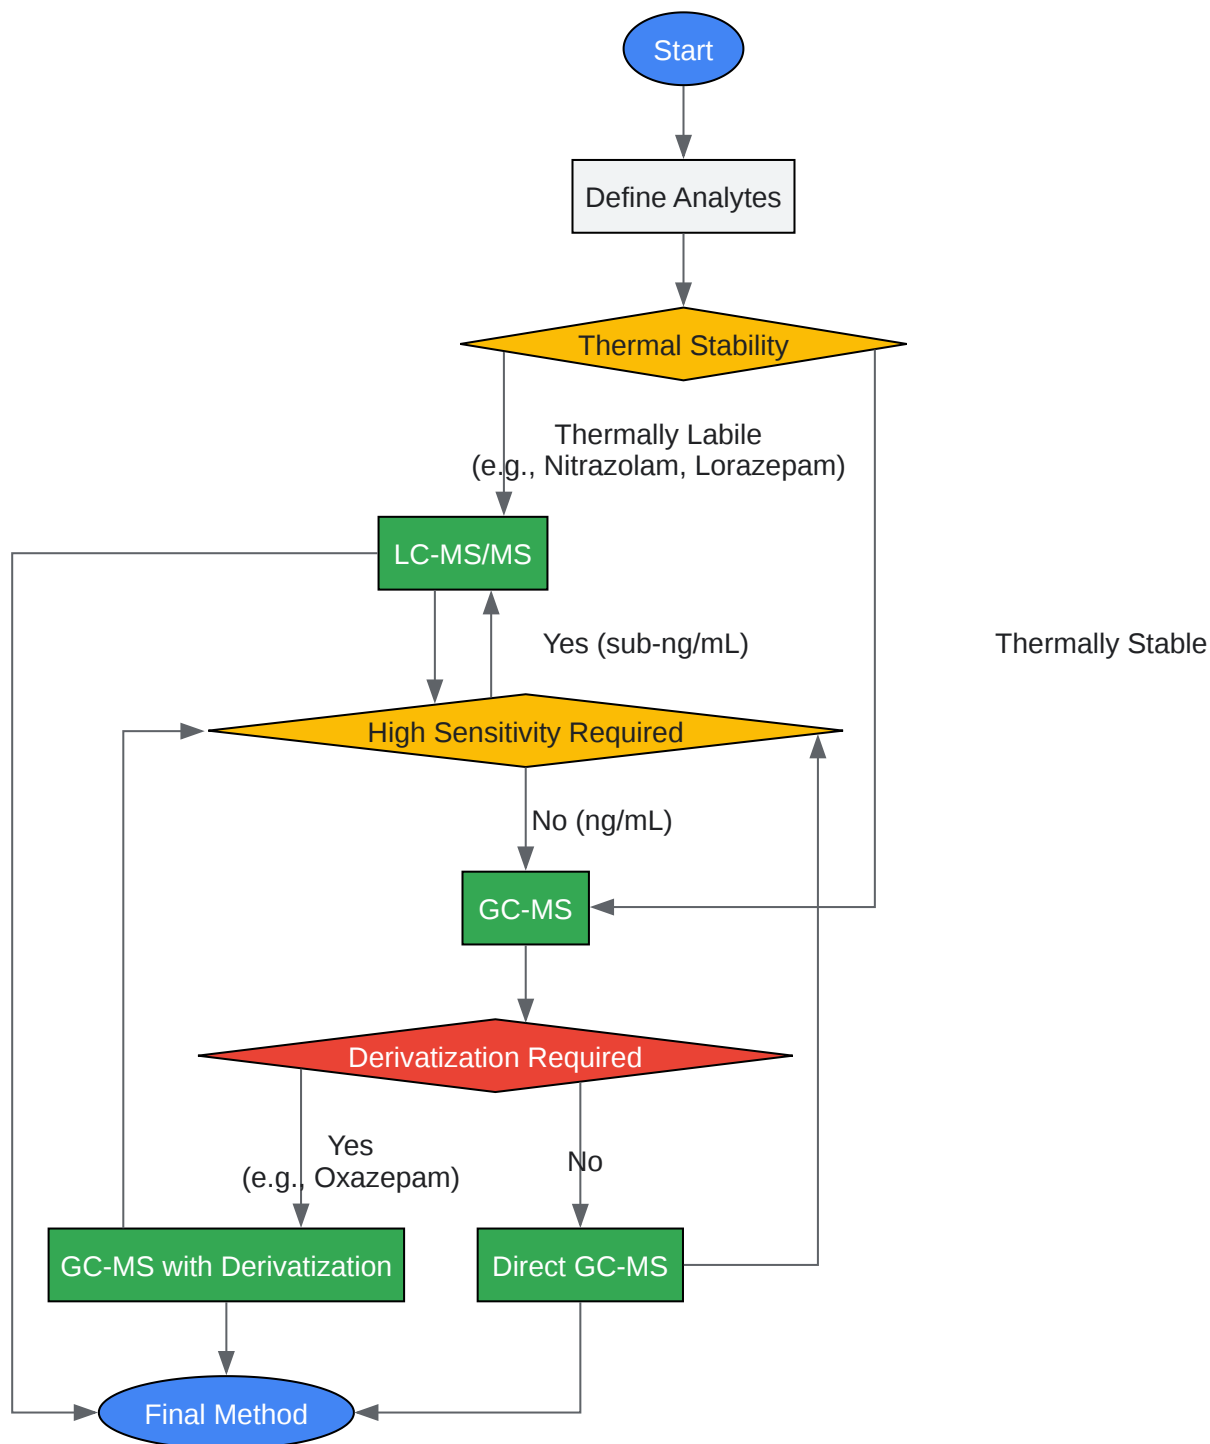 Start
Define Analytes
Thermal Stability
Thermally Labile
(e.g., Nitrazolam, Lorazepam)
LC-MS/MS
Yes (sub-ng/mL)
Thermally Stable
High Sensitivity Required
No (ng/mL)
GC-MS
Derivatization Required
Yes
(e.g., Oxazepam)
No
GC-MS with Derivatization
Direct GC-MS
Final Method